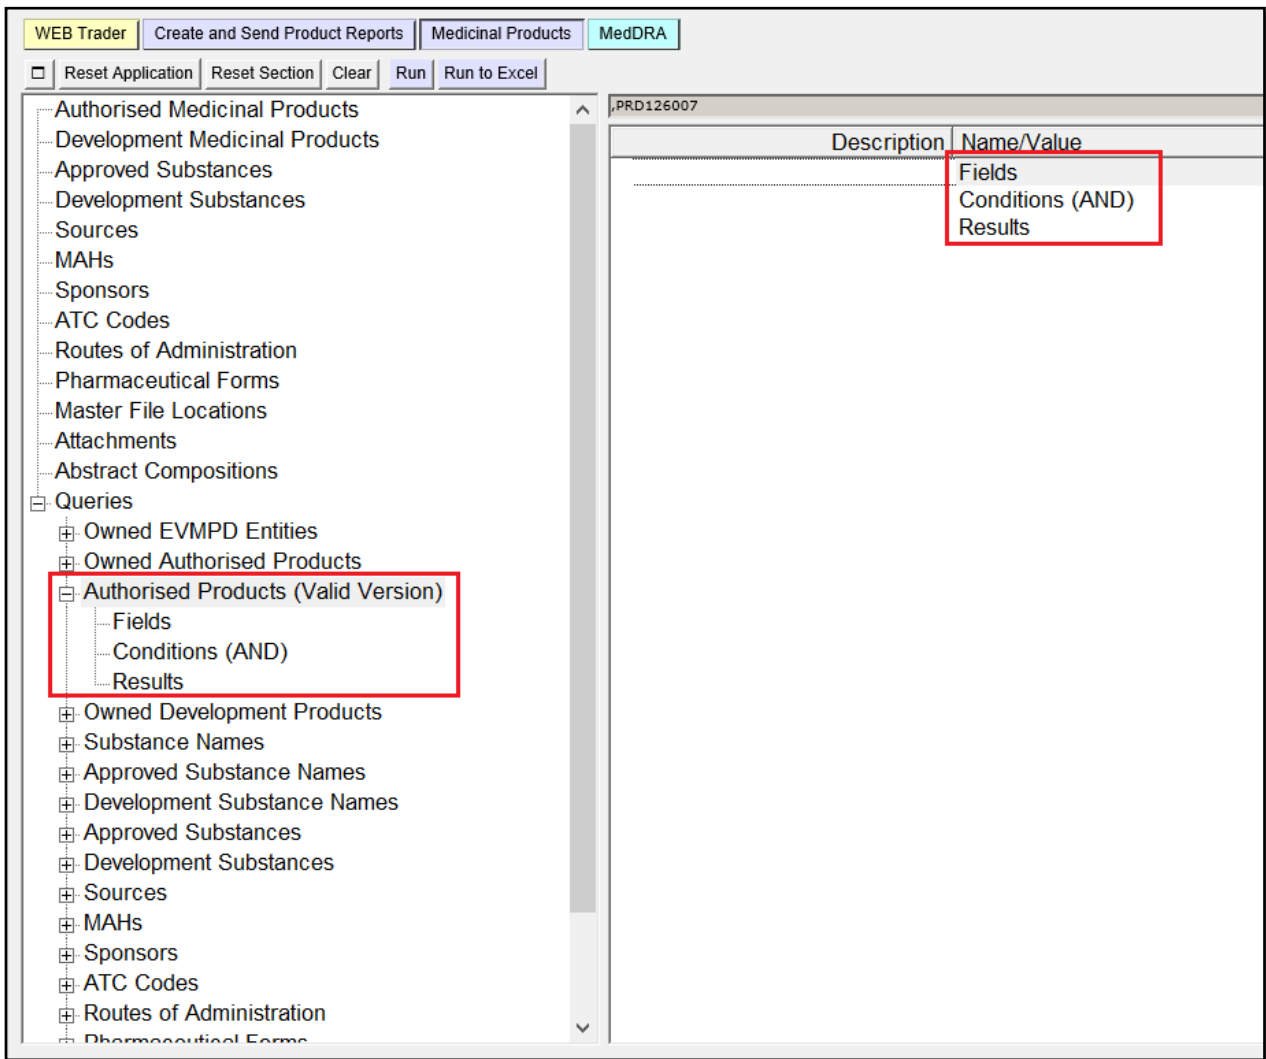 WEB Trader Create and Send Product Reports Medicinal Products MedDRA
Reset Application Reset Section Clear Run Run to Excel
Authorised Medicinal Products
Development Medicinal Products
Approved Substances
Development Substances
Sources
MAHs
Sponsors
ATC Codes
Routes of Administration
Pharmaceutical Forms
Master File Locations
Attachments
Abstract Compositions
Queries
Owned EVMPD Entities
Owned Authorised Products
Authorised Products (Valid Version)
Fields
Conditions (AND)
Results
Owned Development Products
Substance Names
Approved Substance Names
Development Substance Names
Approved Substances
Development Substances
Sources
MAHs
Sponsors
ATC Codes
Routes of Administration
Pharmaceutical Forms
,PRD126007
Description Name/Value
Fields
Conditions (AND)
Results